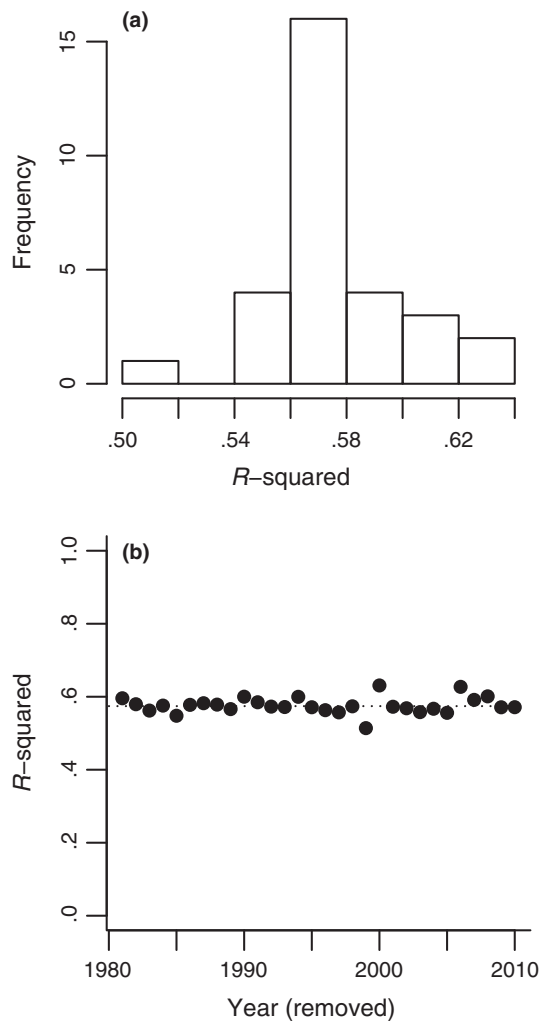 (a)
15
10
5
0
Frequency
.50 .54 .58 .62
R–squared
(b)
1.0
.8
.6
.4
.2
.0
R–squared
1980 1990 2000 2010
Year (removed)